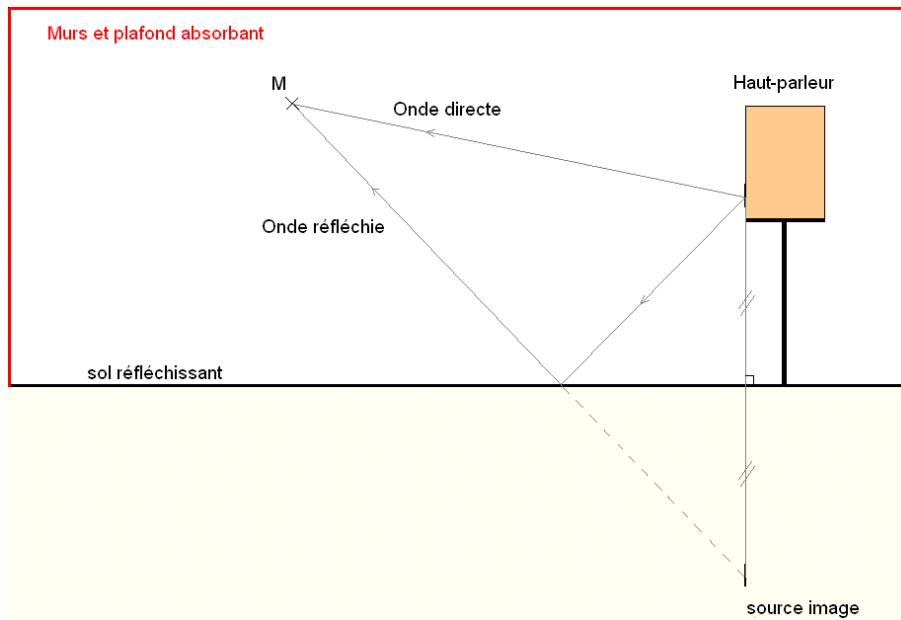 Murs et plafond absorbant
M
Haut-parleur
Onde directe
Onde réfléchie
sol réfléchissant
source image